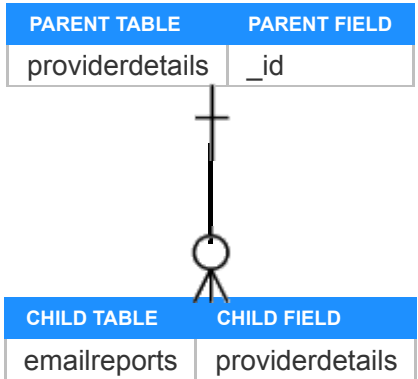 PARENT TABLE PARENT FIELD
providerdetails _id
CHILD TABLE CHILD FIELD
emailreports providerdetails